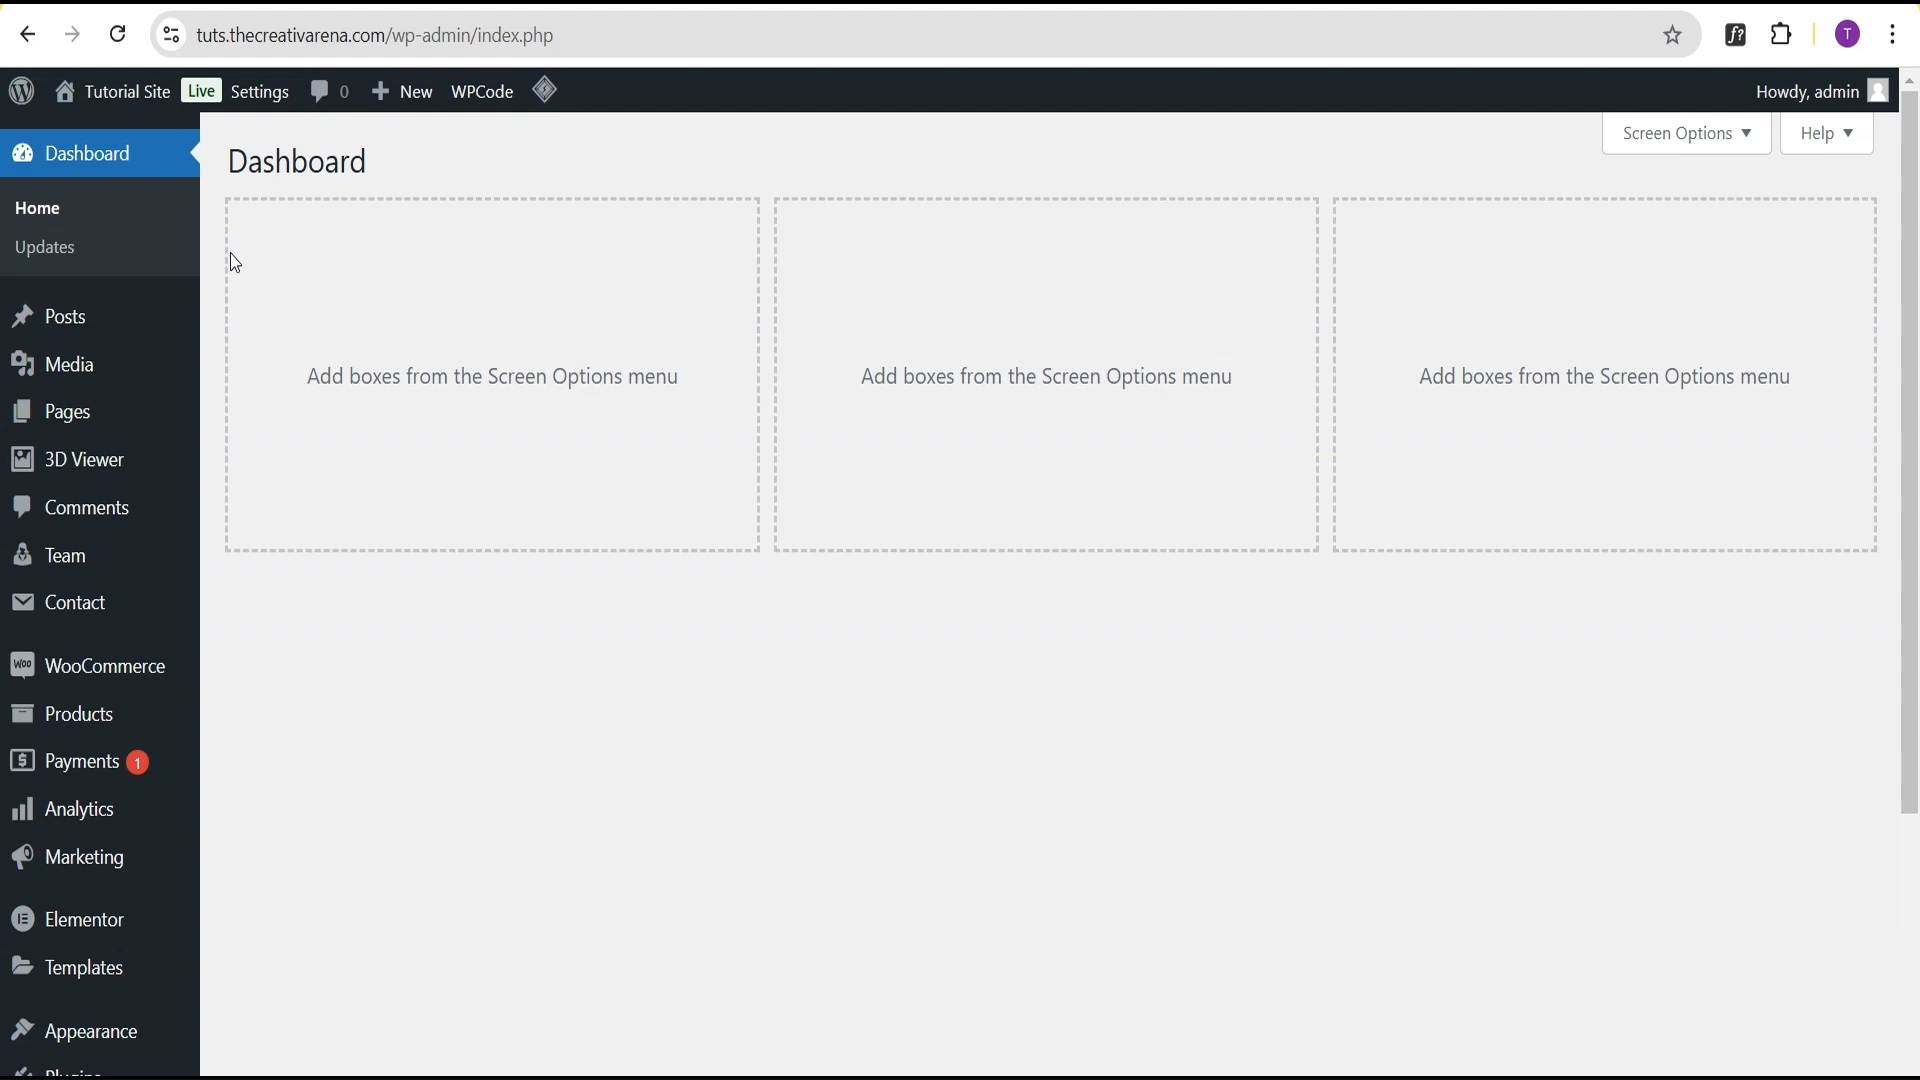 tuts.thecreativarena.com/wp-admin/index.php
f?
T
Tutorial Site Live Settings 0 New WPCode
Howdy, admin
Dashboard
Screen Options
Help
Dashboard
Home
Updates
Add boxes from the Screen Options menu
Add boxes from the Screen Options menu
Add boxes from the Screen Options menu
Posts
Media
Pages
3D Viewer
Comments
Team
Contact
Woo WooCommerce
Products
Payments 1
Analytics
Marketing
Elementor
Templates
Appearance